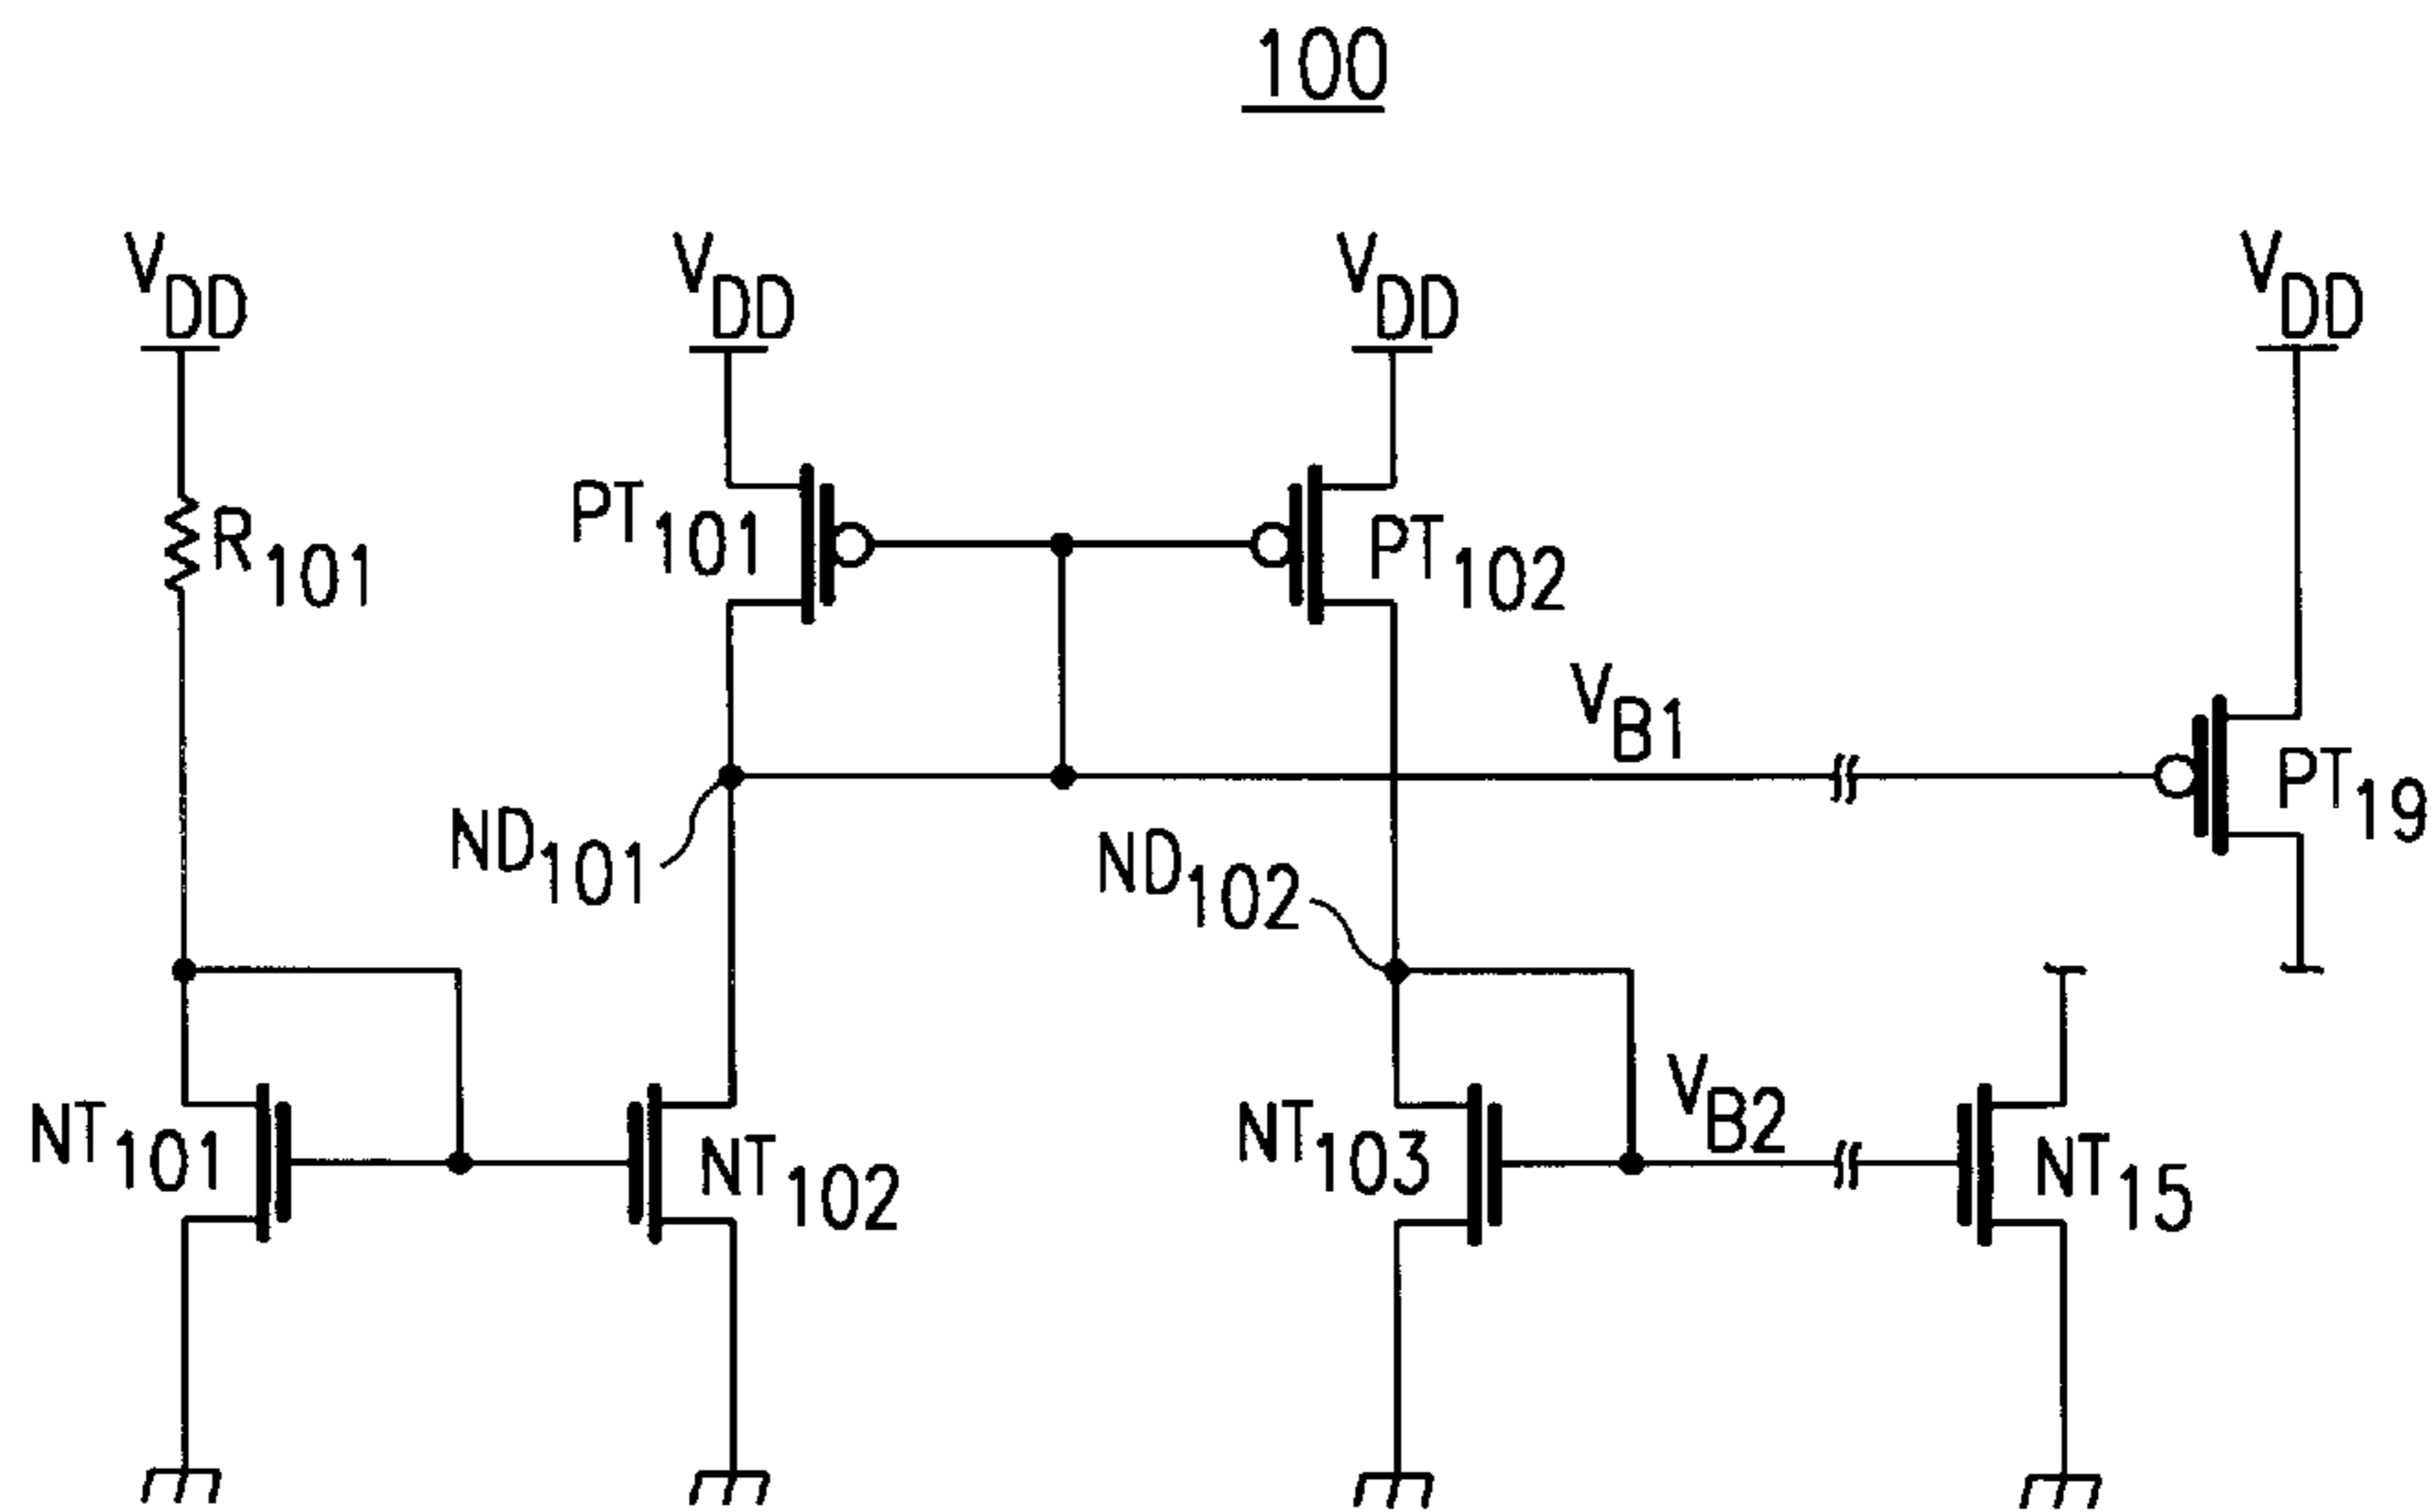 100
VDD VDD VDD VDD
R101
PT101
PT102
VB1
PT19
ND101
ND102
VB2
NT101
NT102
NT103
NT15